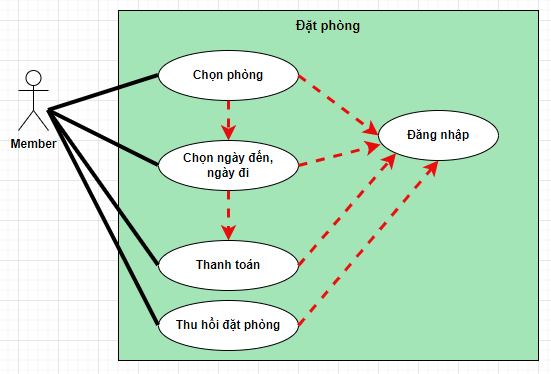 Đặt phòng
Chọn phòng
Member
Đăng nhập
Chọn ngày đến,
ngày đi
Thanh toán
Thu hồi đặt phòng